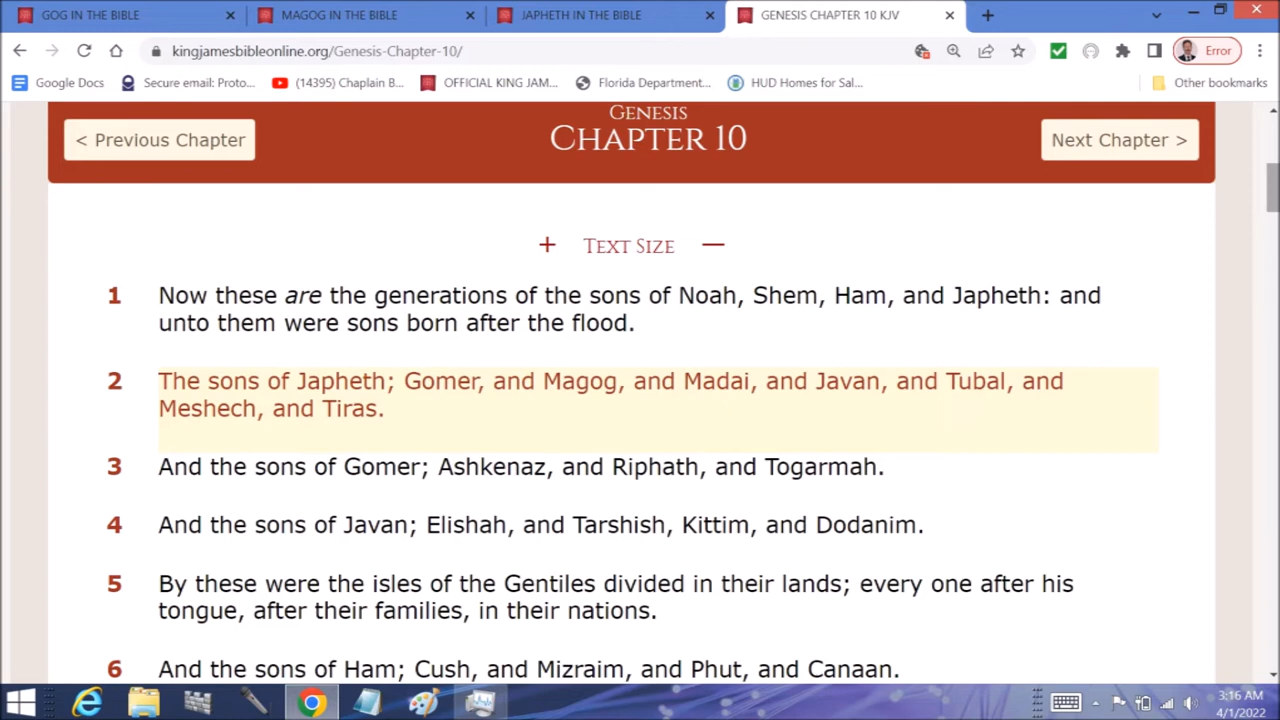 GOG IN THE BIBLE
MAGOG IN THE BIBLE
JAPHETH IN THE BIBLE
GENESIS CHAPTER 10 KJV
kingjamesbibleonline.org/Genesis-Chapter-10/
Error
Google Docs
Secure email: Proto...
(14395) Chaplain B...
OFFICIAL KING JAM...
Florida Department...
HUD Homes for Sal...
Other bookmarks
GENESIS
CHAPTER 10
< Previous Chapter
Next Chapter >
+ TEXT SIZE —
1 Now these are the generations of the sons of Noah, Shem, Ham, and Japheth: and
unto them were sons born after the flood.
2 The sons of Japheth; Gomer, and Magog, and Madai, and Javan, and Tubal, and
Meshech, and Tiras.
3 And the sons of Gomer; Ashkenaz, and Riphath, and Togarmah.
4 And the sons of Javan; Elishah, and Tarshish, Kittim, and Dodanim.
5 By these were the isles of the Gentiles divided in their lands; every one after his
tongue, after their families, in their nations.
6 And the sons of Ham; Cush, and Mizraim, and Phut, and Canaan.
3:16 AM
4/1/2022